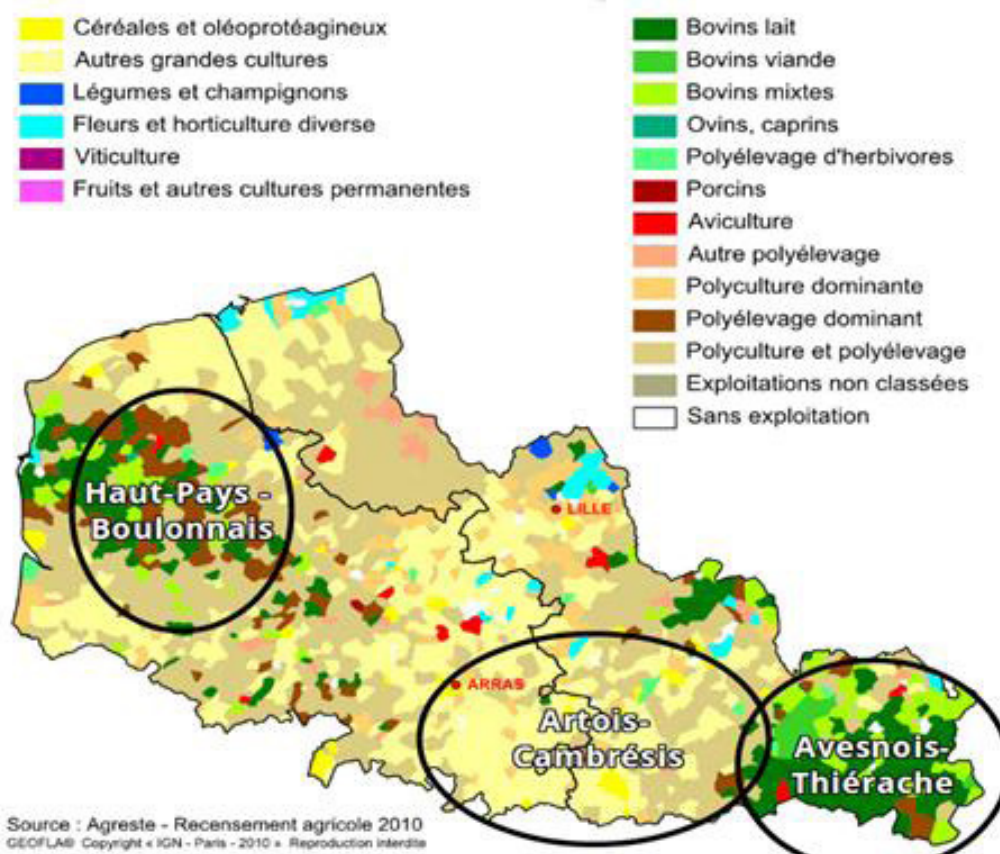 Céréales et oléoprotéagineux
Autres grandes cultures
Légumes et champignons
Fleurs et horticulture diverse
Viticulture
Fruits et autres cultures permanentes
Bovins lait
Bovins viande
Bovins mixtes
Ovins, caprins
Polyélevage d'herbivores
Porcins
Aviculture
Autre polyélevage
Polyculture dominante
Polyélevage dominant
Polyculture et polyélevage
Exploitations non classées
Sans exploitation
Haut-Pays -
Boulonnais
LILLE
ARRAS
Artois-
Cambrésis
Avesnois-
Thiérache
Source : Agreste - Recensement agricole 2010
GEOFLA® Copyright « IGN - Paris - 2010 » Reproduction interdite